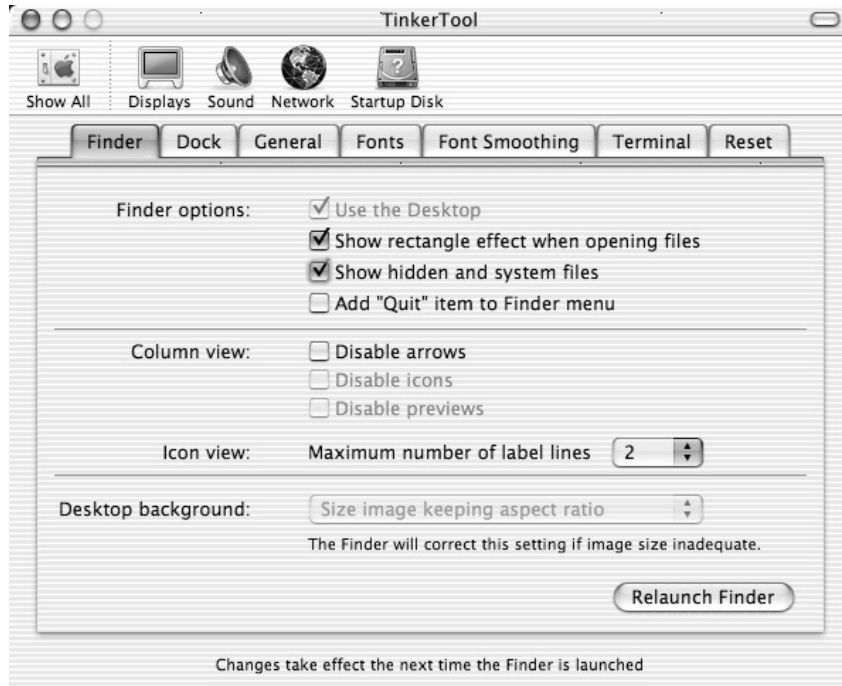 TinkerTool
Show All Displays Sound Network Startup Disk
Finder Dock General Fonts Font Smoothing Terminal Reset
Finder options: Use the Desktop
Show rectangle effect when opening files
Show hidden and system files
Add "Quit" item to Finder menu
Column view: Disable arrows
Disable icons
Disable previews
Icon view: Maximum number of label lines 2
Desktop background: Size image keeping aspect ratio
The Finder will correct this setting if image size inadequate.
Relaunch Finder
Changes take effect the next time the Finder is launched